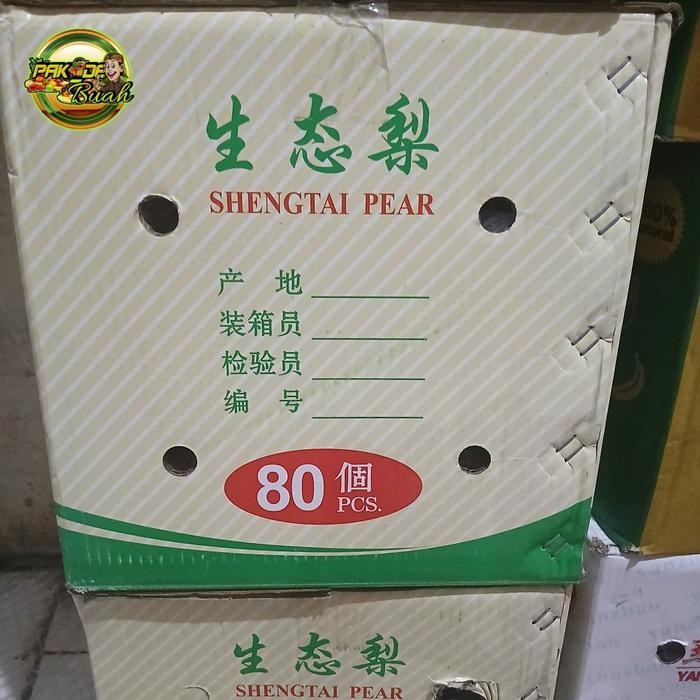 PAK DE
Buah
生态梨
SHENGTAI PEAR
产 地
装箱员
检验员
编 号
80 個
PCS.
生态梨
SHENGTAI PEAR